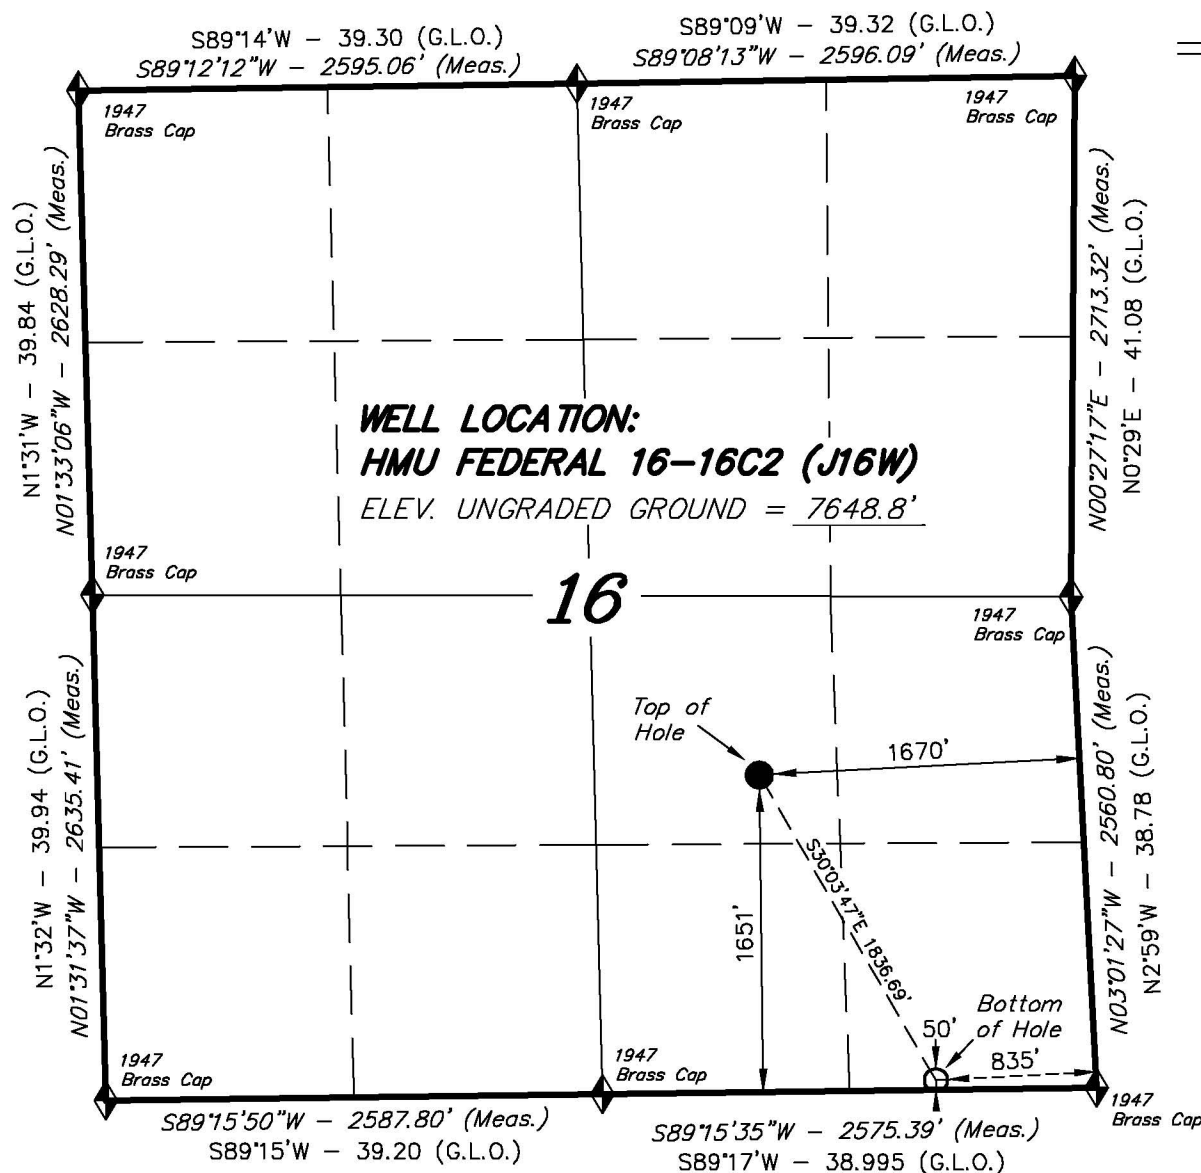 S89°14'W – 39.30 (G.L.O.)
S89°12'12"W – 2595.06' (Meas.)
S89°09'W – 39.32 (G.L.O.)
S89°08'13"W – 2596.09' (Meas.)
1947
Brass Cap
1947
Brass Cap
1947
Brass Cap
N1°31'W – 39.84 (G.L.O.)
N01°33'06"W – 2628.29' (Meas.)
N00°27'17"E – 2713.32' (Meas.)
N0°29'E – 41.08 (G.L.O.)
WELL LOCATION:
HMU FEDERAL 16–16C2 (J16W)
ELEV. UNGRADED GROUND = 7648.8'
1947
Brass Cap
16
1947
Brass Cap
N1°32'W – 39.94 (G.L.O.)
N01°31'37"W – 2635.41' (Meas.)
Top of
Hole
1670'
1651'
S30°03'47"E 1836.69'
N03°01'27"W – 2560.80' (Meas.)
N2°59'W – 38.78 (G.L.O.)
50'
Bottom
of Hole
835'
1947
Brass Cap
1947
Brass Cap
1947
Brass Cap
S89°15'50"W – 2587.80' (Meas.)
S89°15'W – 39.20 (G.L.O.)
S89°15'35"W – 2575.39' (Meas.)
S89°17'W – 38.995 (G.L.O.)